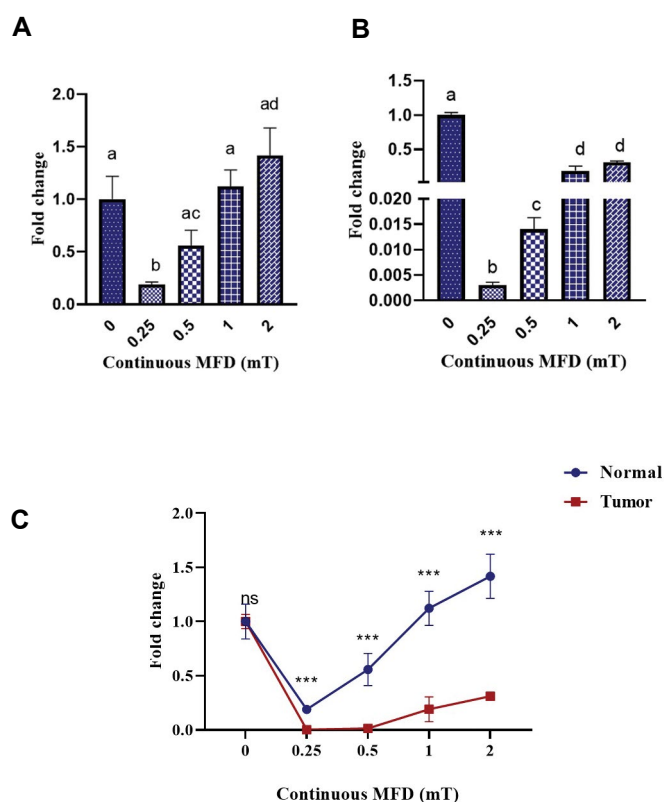 A
B
2.0
1.5
1.0
0.5
0.0
Fold change
a
b
ac
a
ad
0
0.25
0.5
1
2
Continuous MFD (mT)
1.5
1.0
0.5
0.020
0.015
0.010
0.005
0.000
Fold change
a
b
c
d
d
0
0.25
0.5
1
2
Continuous MFD (mT)
Normal
Tumor
C
2.0
1.5
1.0
0.5
0.0
Fold change
ns
***
***
***
***
0
0.25
0.5
1
2
Continuous MFD (mT)